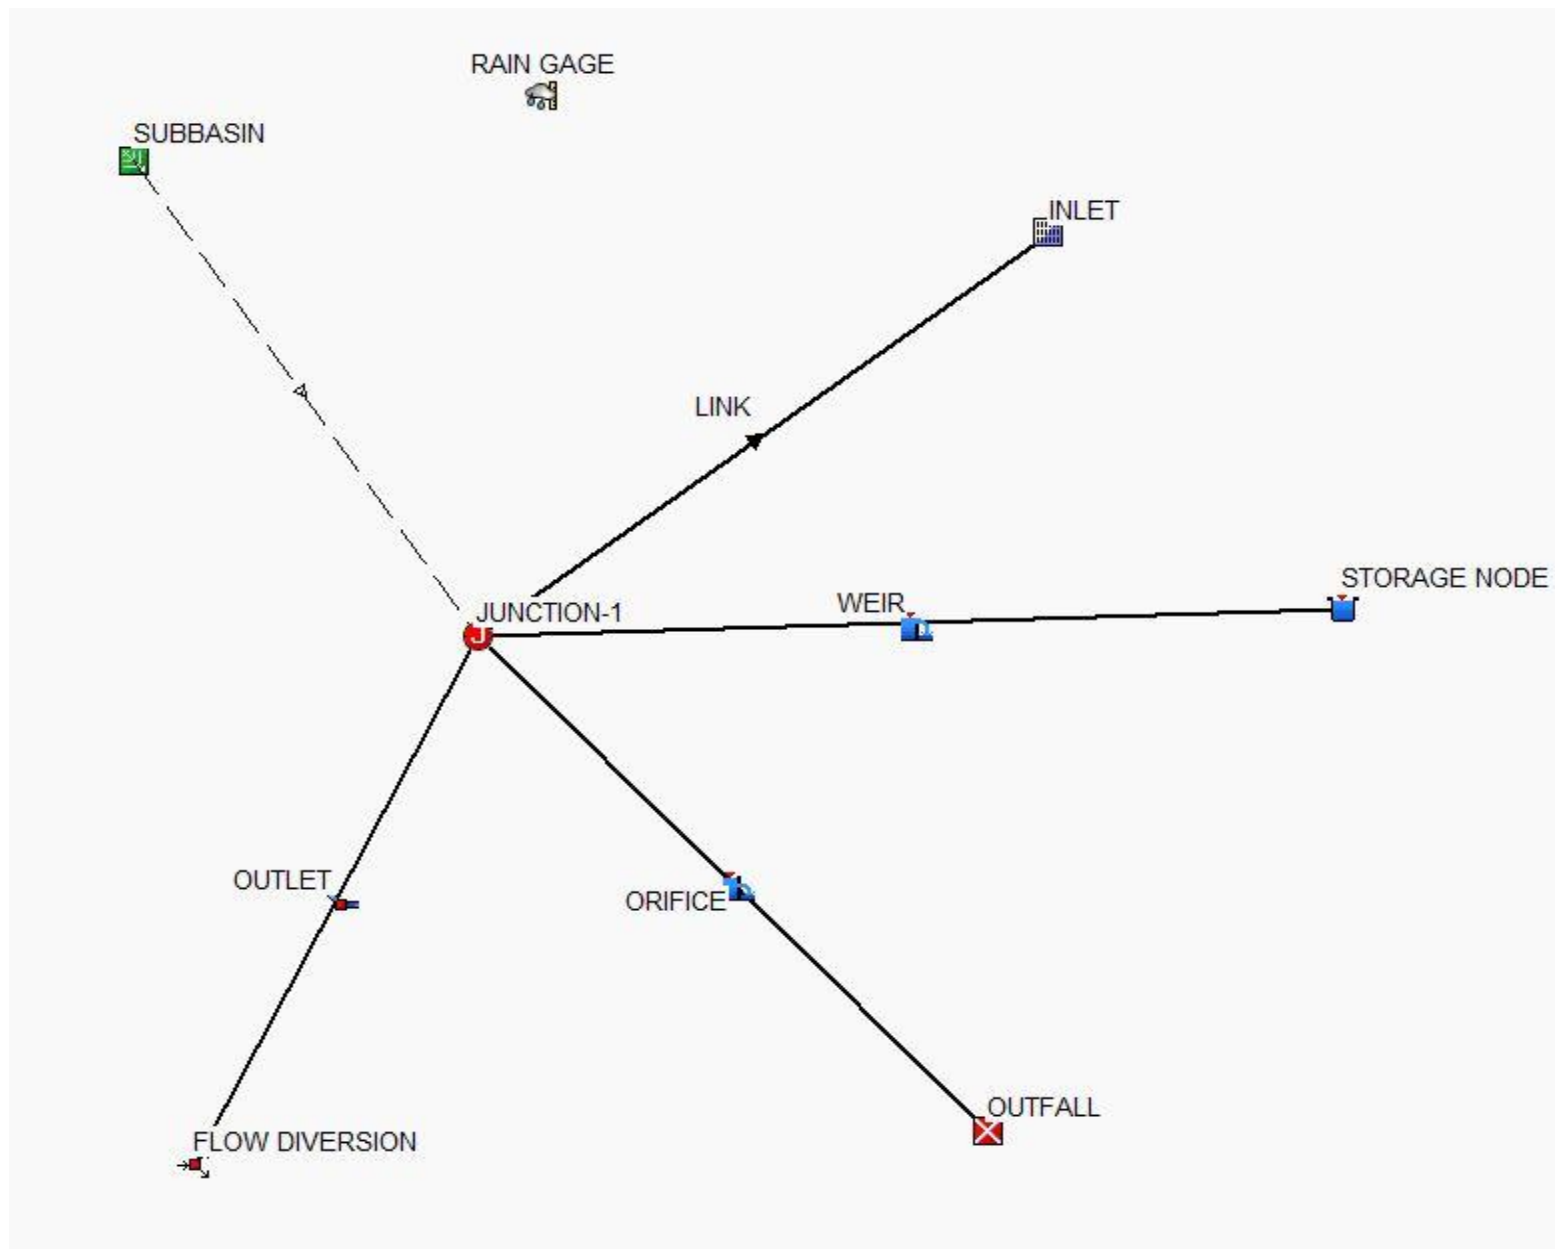 RAIN GAGE
SUBBASIN
INLET
LINK
STORAGE NODE
WEIR
JUNCTION-1
J
OUTLET
ORIFICE
OUTFALL
FLOW DIVERSION